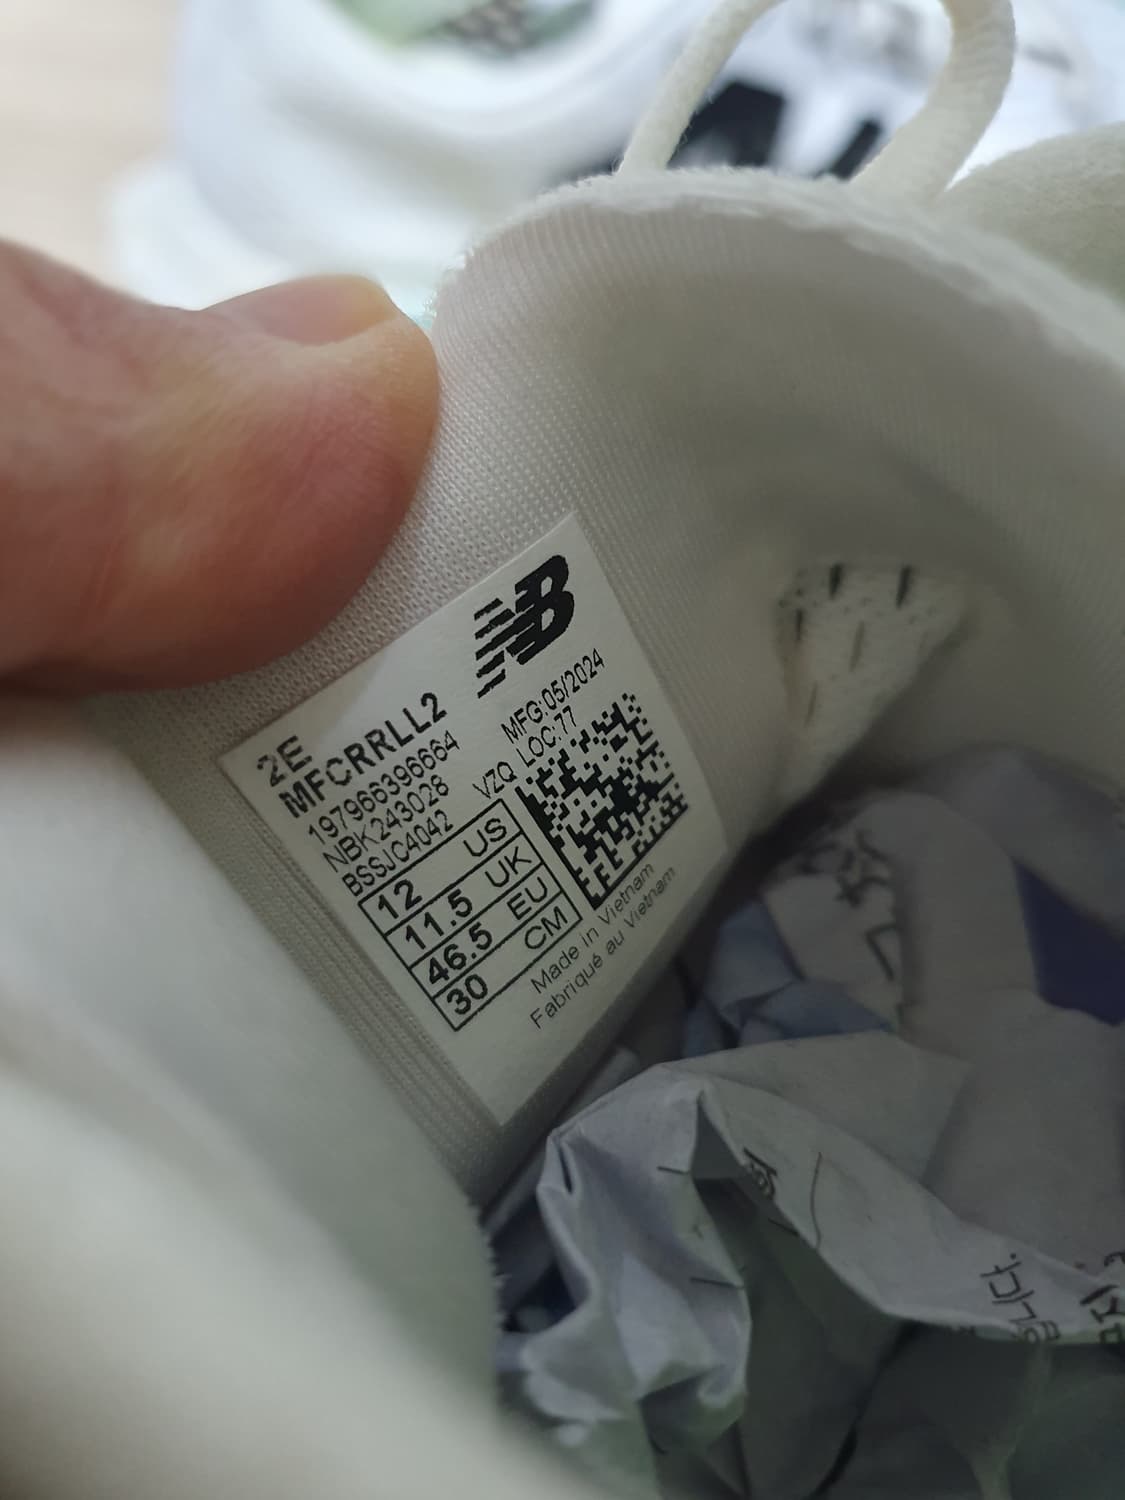 NB
2E
MFCRRLL2
197966396664
NBK243028 VZQ
BSSJC4042
MFG:05/2024
LOC:77
12 US
11.5 UK
46.5 EU
30 CM
Made in Vietnam
Fabriqué au Vietnam